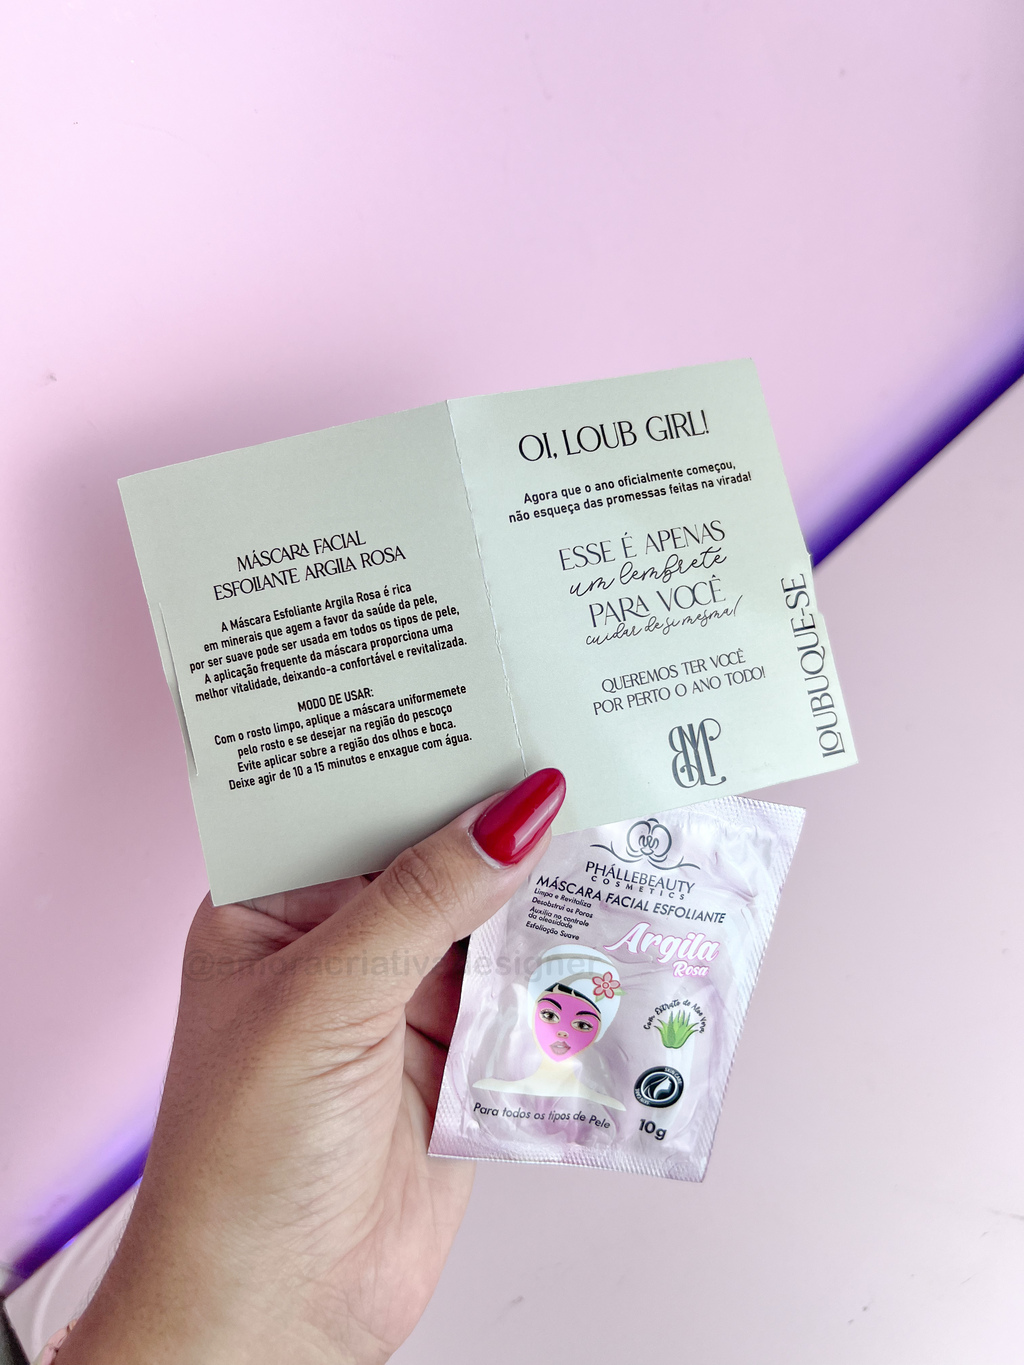 MÁSCARA FACIAL
ESFOLIANTE ARGILA ROSA
A Máscara Esfoliante Argila Rosa é rica
em minerais que agem a favor da saúde da pele,
por ser suave pode ser usada em todos os tipos de pele,
A aplicação frequente da máscara proporciona uma
melhor vitalidade, deixando-a confortável e revitalizada.
MODO DE USAR:
Com o rosto limpo, aplique a máscara uniformemete
pelo rosto e se desejar na região do pescoço
Evite aplicar sobre a região dos olhos e boca.
Deixe agir de 10 a 15 minutos e enxague com água.
OI, LOUB GIRL!
Agora que o ano oficialmente começou,
não esqueça das promessas feitas na virada!
ESSE É APENAS
um lembrete
PARA VOCÊ
cuidar de si mesma!
QUEREMOS TER VOCÊ
POR PERTO O ANO TODO!
LOUBUQUE-SE
PHÁLLEBEAUTY
COSMETICS
MÁSCARA FACIAL ESFOLIANTE
Limpa e Revitaliza
Desobstrui os Poros
Auxilia no controle
da oleosidade
Esfoliação Suave
Argila
Rosa
Com Extrato de Aloe Vera
Para todos os tipos de Pele
10g
@amoracriativadesigner